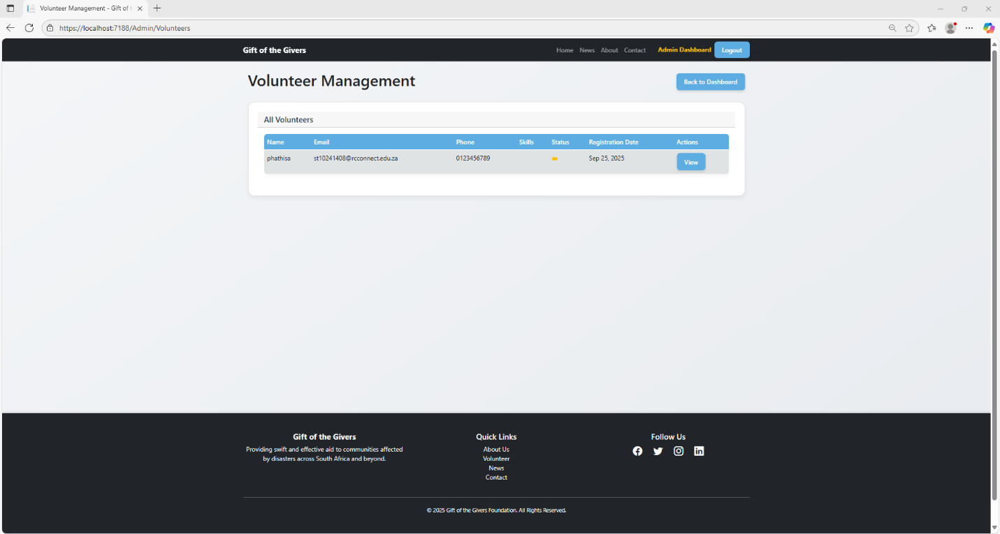 Volunteer Management - Gift of t
https://localhost:7188/Admin/Volunteers
Gift of the Givers Home News About Contact Admin Dashboard Logout
Volunteer Management Back to Dashboard
All Volunteers
Name Email Phone Skills Status Registration Date Actions
phathisa st10241408@rcconnect.edu.za 0123456789 Sep 25, 2025 View
Gift of the Givers Quick Links Follow Us
Providing swift and effective aid to communities affected About Us
by disasters across South Africa and beyond. Volunteer
News
Contact
© 2025 Gift of the Givers Foundation. All Rights Reserved.